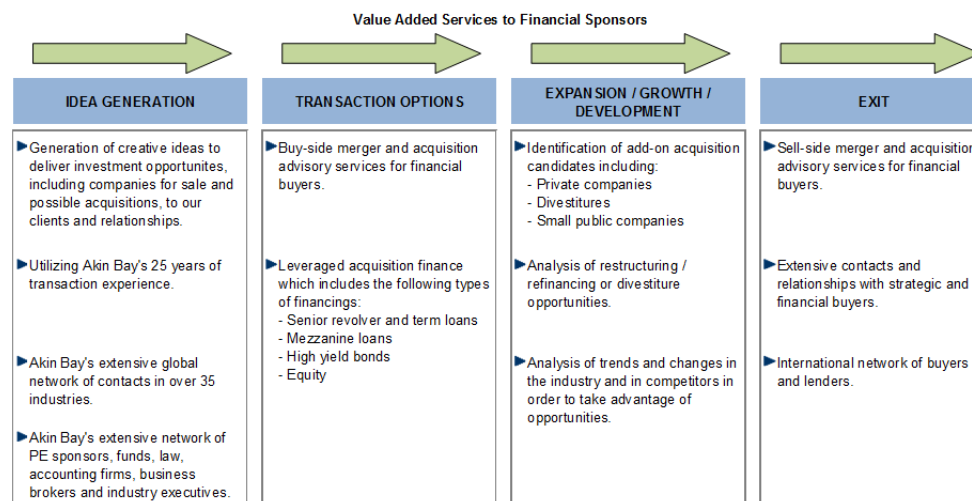 Value Added Services to Financial Sponsors
IDEA GENERATION
Generation of creative ideas to
deliver investment opportunites,
including companies for sale and
possible acquisitions, to our
clients and relationships.
Utilizing Akin Bay's 25 years of
transaction experience.
Akin Bay's extensive global
network of contacts in over 35
industries.
Akin Bay's extensive network of
PE sponsors, funds, law,
accounting firms, business
brokers and industry executives.
TRANSACTION OPTIONS
Buy-side merger and acquisition
advisory services for financial
buyers.
Leveraged acquisition finance
which includes the following types
of financings:
- Senior revolver and term loans
- Mezzanine loans
- High yield bonds
- Equity
EXPANSION / GROWTH /
DEVELOPMENT
Identification of add-on acquisition
candidates including:
- Private companies
- Divestitures
- Small public companies
Analysis of restructuring /
refinancing or divestiture
opportunities.
Analysis of trends and changes in
the industry and in competitors in
order to take advantage of
opportunities.
EXIT
Sell-side merger and acquisition
advisory services for financial
buyers.
Extensive contacts and
relationships with strategic and
financial buyers.
International network of buyers
and lenders.